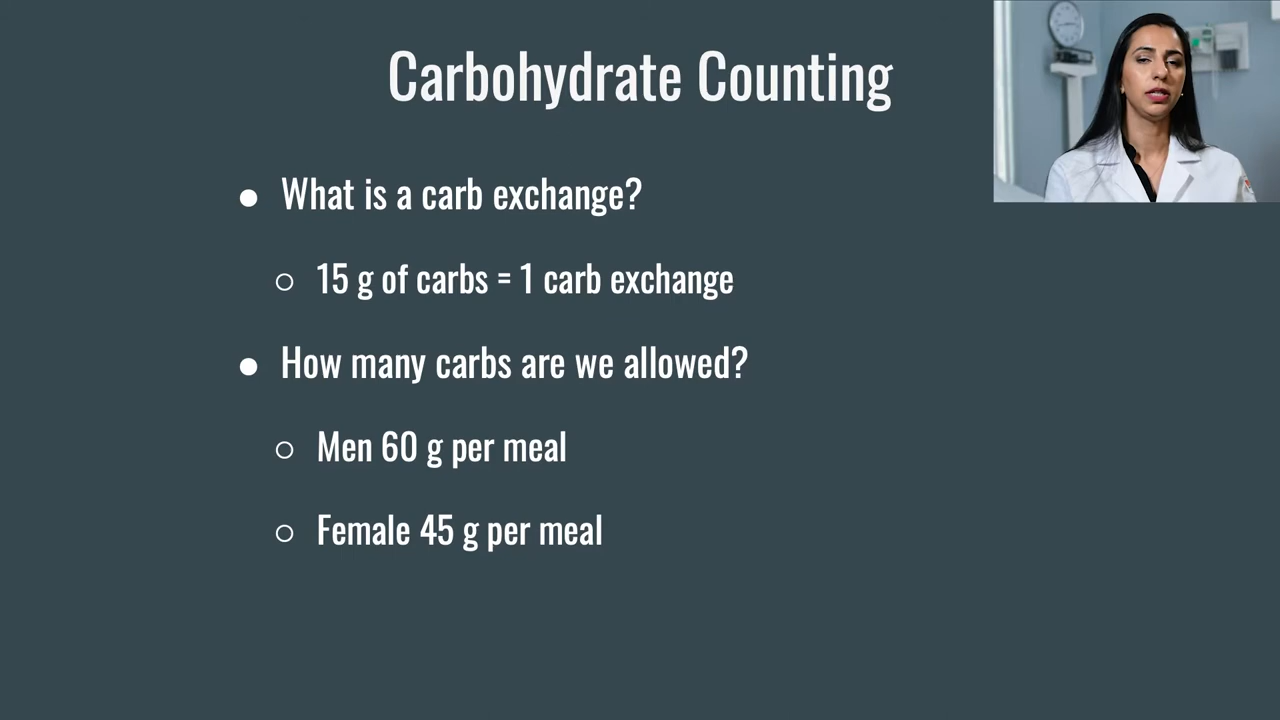 Carbohydrate Counting
● What is a carb exchange?
○ 15 g of carbs = 1 carb exchange
● How many carbs are we allowed?
○ Men 60 g per meal
○ Female 45 g per meal